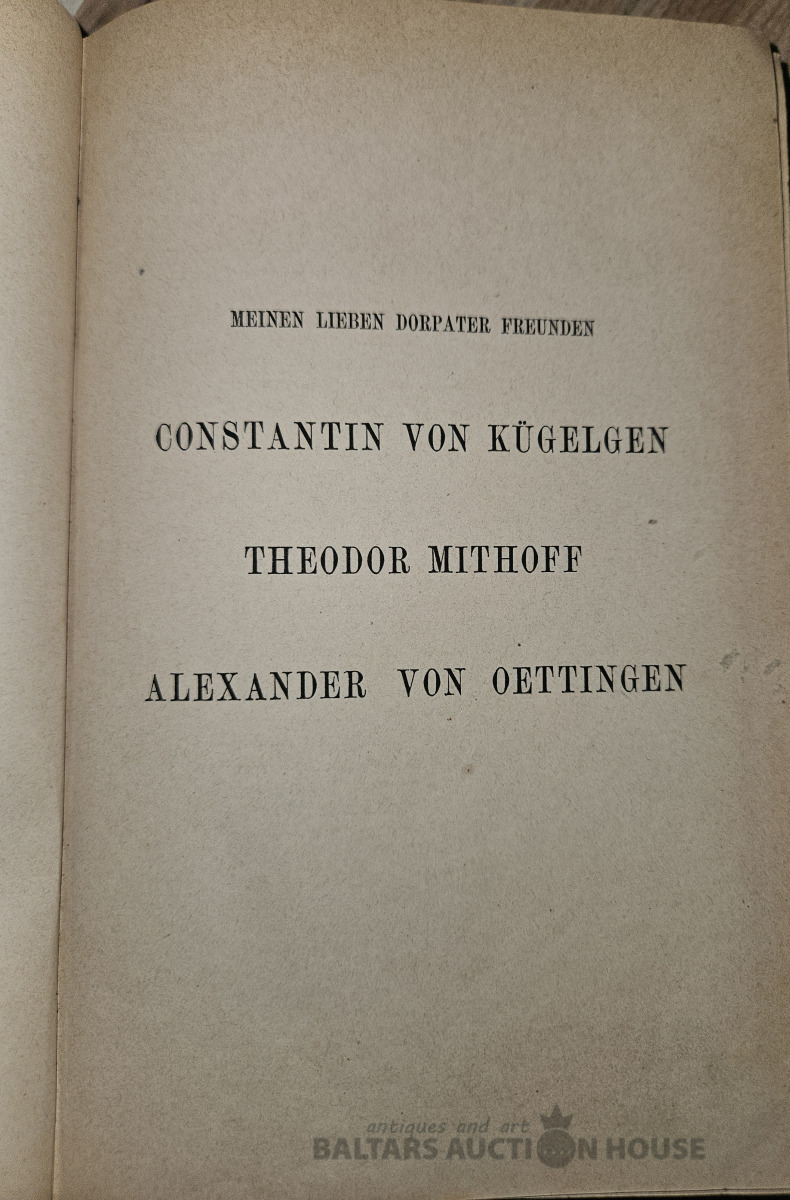 MEINEN LIEBEN DORPATER FREUNDEN
CONSTANTIN VON KÜGELGEN
THEODOR MITHOFF
ALEXANDER VON OETTINGEN
antiques and art
BALTARS AUCTION HOUSE